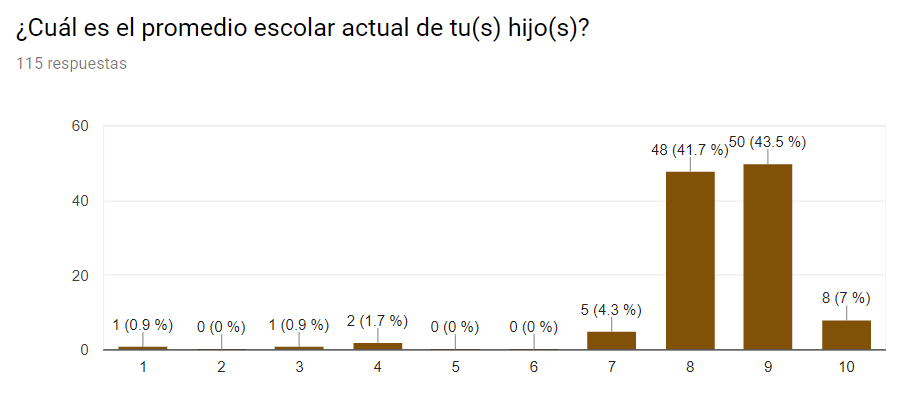 ¿Cuál es el promedio escolar actual de tu(s) hijo(s)?
115 respuestas
60
40
20
0
1 (0.9 %)
0 (0 %)
1 (0.9 %)
2 (1.7 %)
0 (0 %)
0 (0 %)
5 (4.3 %)
48 (41.7 %)
50 (43.5 %)
8 (7 %)
1 2 3 4 5 6 7 8 9 10